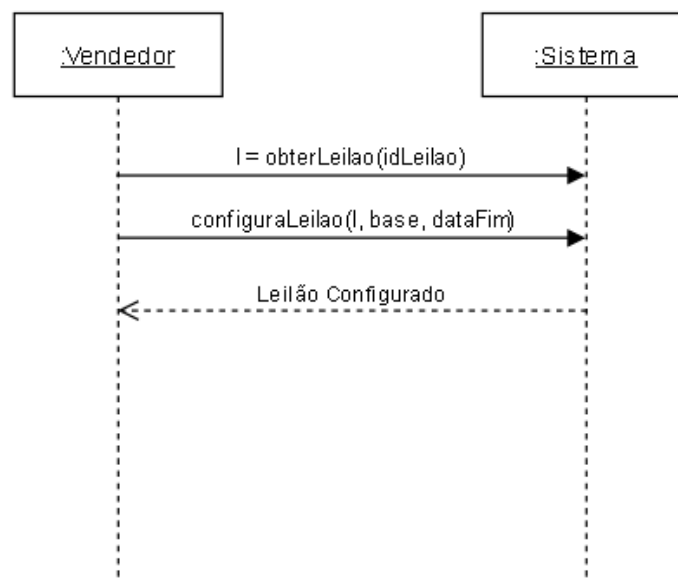 :Vendedor
:Sistema
l = obterLeilao(idLeilao)
configuraLeilao(l, base, dataFim)
Leilão Configurado